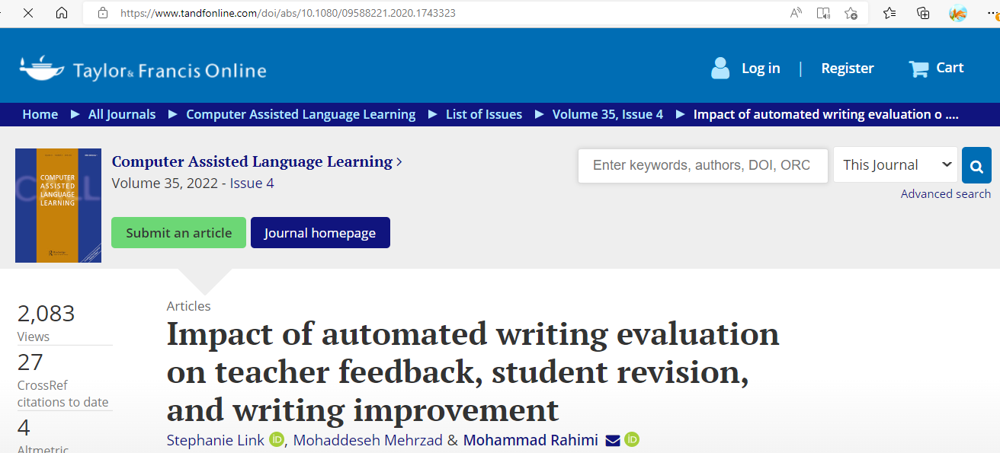 https://www.tandfonline.com/doi/abs/10.1080/09588221.2020.1743323
Taylor & Francis Online
Log in | Register Cart
Home ▶ All Journals ▶ Computer Assisted Language Learning ▶ List of Issues ▶ Volume 35, Issue 4 ▶ Impact of automated writing evaluation o ....
COMPUTER
ASSISTED
LANGUAGE
LEARNING
Computer Assisted Language Learning >
Volume 35, 2022 - Issue 4
Enter keywords, authors, DOI, ORC
This Journal
Advanced search
Submit an article
Journal homepage
2,083
Views
27
CrossRef
citations to date
4
Altmetric
Articles
Impact of automated writing evaluation
on teacher feedback, student revision,
and writing improvement
Stephanie Link iD, Mohaddeseh Mehrzad & Mohammad Rahimi iD